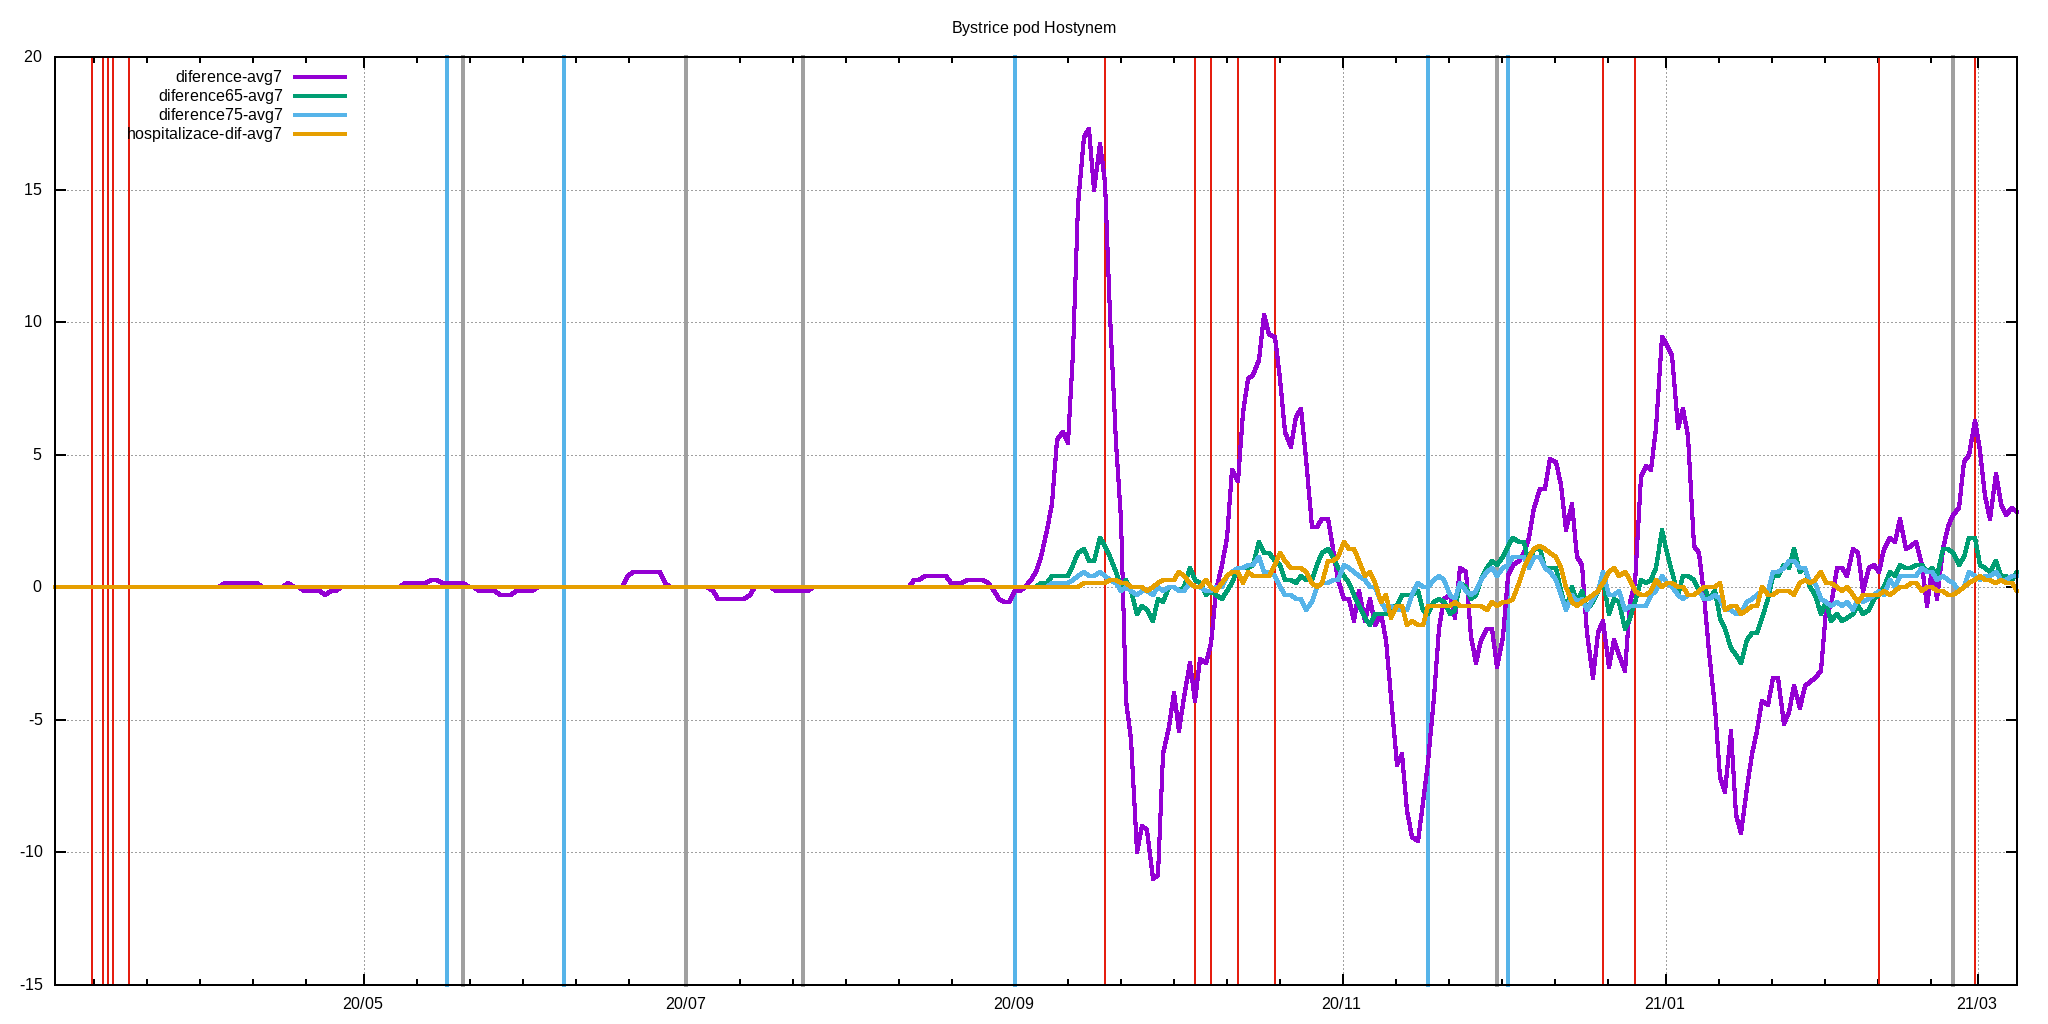 Bystrice pod Hostynem
20
15
10
5
0
-5
-10
-15
diference-avg7
diference65-avg7
diference75-avg7
hospitalizace-dif-avg7
20/05
20/07
20/09
20/11
21/01
21/03